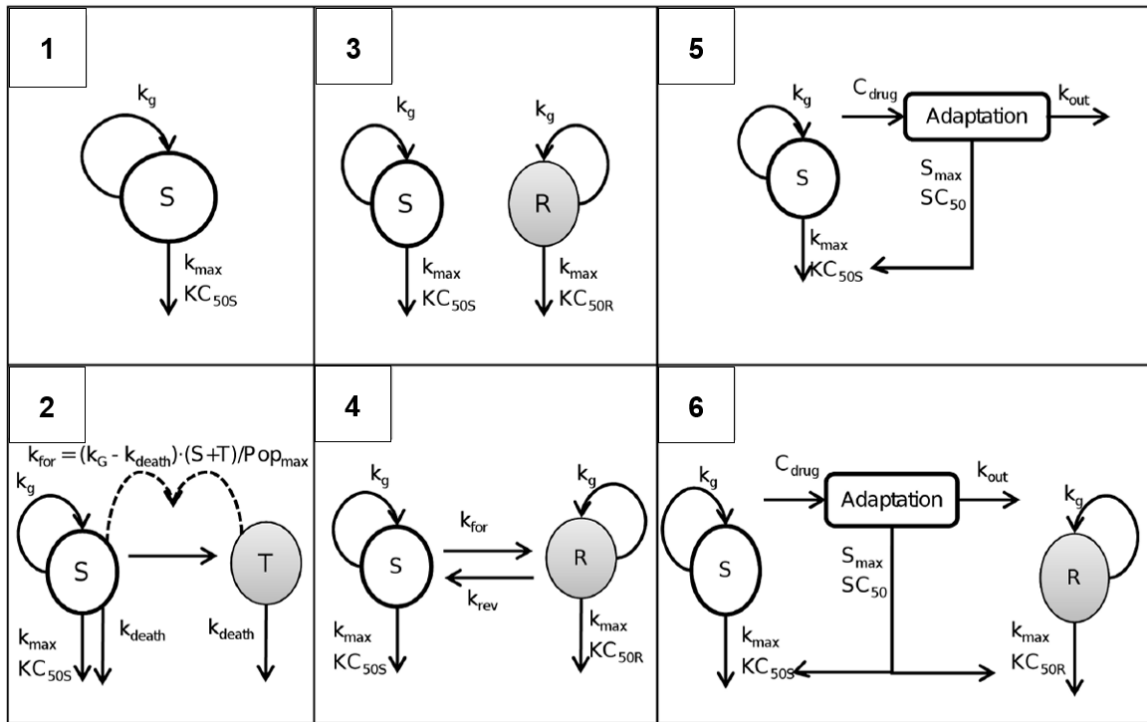 1
k_g
S
k_max
KC_50S
3
k_g
k_g
S
R
k_max
KC_50S
k_max
KC_50R
5
k_g
C_drug
Adaptation
k_out
S
S_max
SC_50
k_max
KC_50S
2
k_for = (k_G - k_death)·(S+T)/Pop_max
k_g
S
T
k_max
KC_50S
k_death
k_death
4
k_g
k_g
k_for
S
R
k_rev
k_max
KC_50S
k_max
KC_50R
6
C_drug
k_out
k_g
Adaptation
k_g
S
R
S_max
SC_50
k_max
KC_50S
k_max
KC_50R